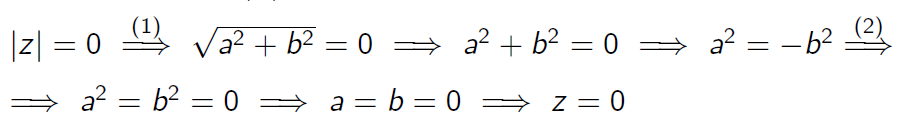 |z| = 0 ⟹(1) √(a² + b²) = 0 ⟹ a² + b² = 0 ⟹ a² = −b² ⟹(2)
⟹ a² = b² = 0 ⟹ a = b = 0 ⟹ z = 0